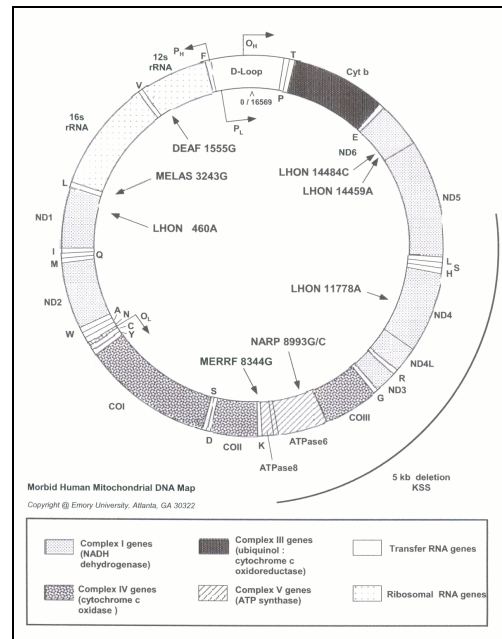 O_H
P_H
F
T
12s
rRNA
D-Loop
Cyt b
V
P
0 / 16569
P_L
E
16s
rRNA
DEAF 1555G
ND6
LHON 14484C
LHON 14459A
MELAS 3243G
L
ND5
ND1
LHON 460A
I
Q
M
L
S
H
ND2
LHON 11778A
ND4
A
N
O_L
W
C
Y
NARP 8993G/C
MERRF 8344G
ND4L
R
ND3
G
COI
S
COIII
D
COII
K
ATPase6
ATPase8
5 kb deletion
KSS
Morbid Human Mitochondrial DNA Map
Copyright @ Emory University, Atlanta, GA 30322
Complex I genes
(NADH
dehydrogenase)
Complex III genes
(ubiquinol :
cytochrome c
oxidoreductase)
Transfer RNA genes
Complex IV genes
(cytochrome c
oxidase )
Complex V genes
(ATP synthase)
Ribosomal RNA genes